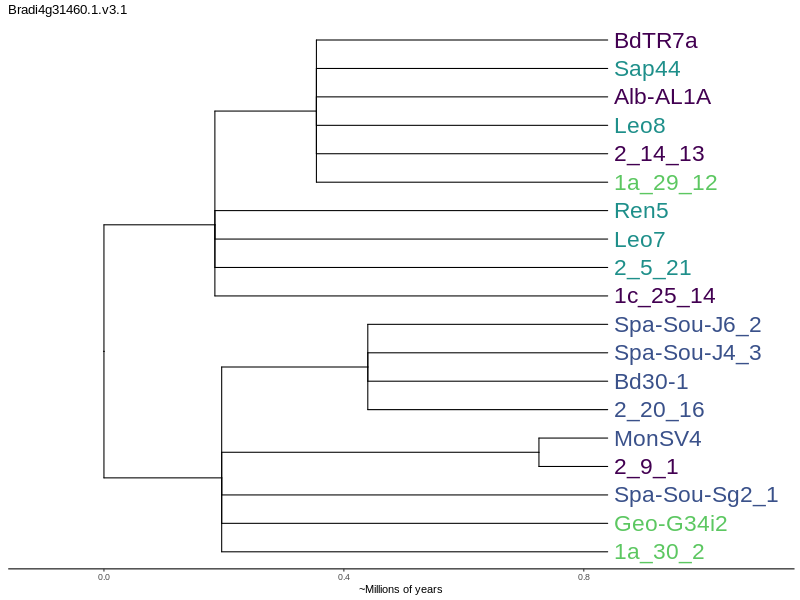 Bradi4g31460.1.v3.1
BdTR7a
Sap44
Alb-AL1A
Leo8
2_14_13
1a_29_12
Ren5
Leo7
2_5_21
1c_25_14
Spa-Sou-J6_2
Spa-Sou-J4_3
Bd30-1
2_20_16
MonSV4
2_9_1
Spa-Sou-Sg2_1
Geo-G34i2
1a_30_2
0.0 0.4 0.8
~Millions of years